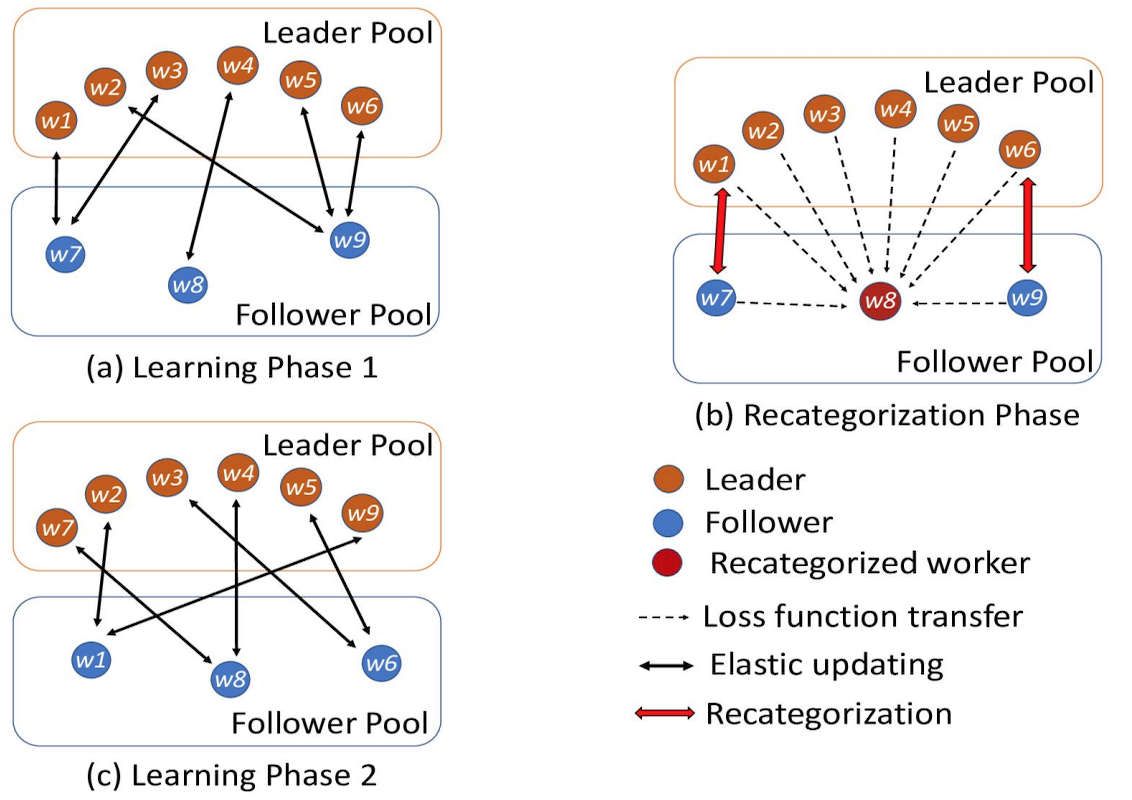 Leader Pool
w1
w2
w3
w4
w5
w6
w7
w8
w9
Follower Pool
(a) Learning Phase 1
Leader Pool
w1
w2
w3
w4
w5
w6
w7
w8
w9
Follower Pool
(b) Recategorization Phase
Leader Pool
w7
w2
w3
w4
w5
w9
w1
w8
w6
Follower Pool
(c) Learning Phase 2
Leader
Follower
Recategorized worker
Loss function transfer
Elastic updating
Recategorization